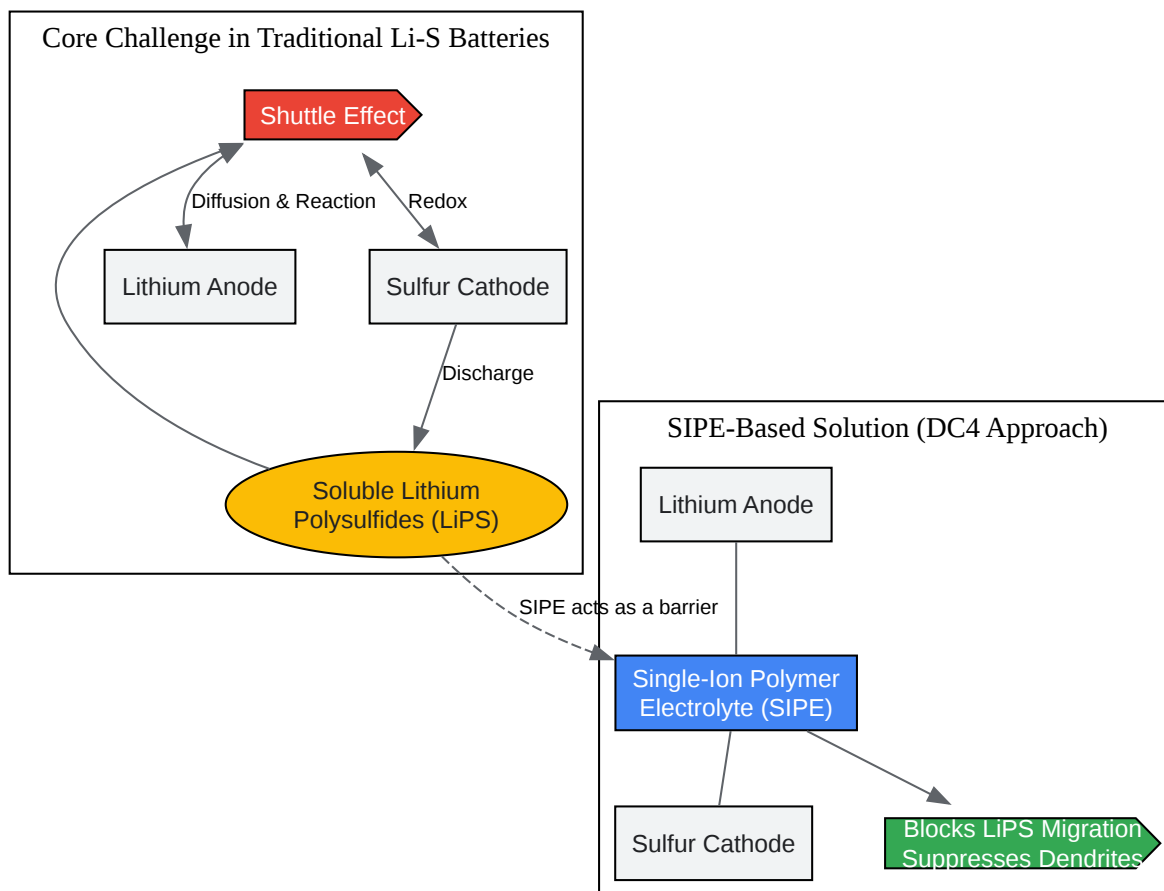 Core Challenge in Traditional Li-S Batteries
Shuttle Effect
Diffusion & Reaction
Redox
Lithium Anode
Sulfur Cathode
Discharge
Soluble Lithium
Polysulfides (LiPS)
SIPE-Based Solution (DC4 Approach)
Lithium Anode
SIPE acts as a barrier
Single-Ion Polymer
Electrolyte (SIPE)
Sulfur Cathode
Blocks LiPS Migration
Suppresses Dendrites